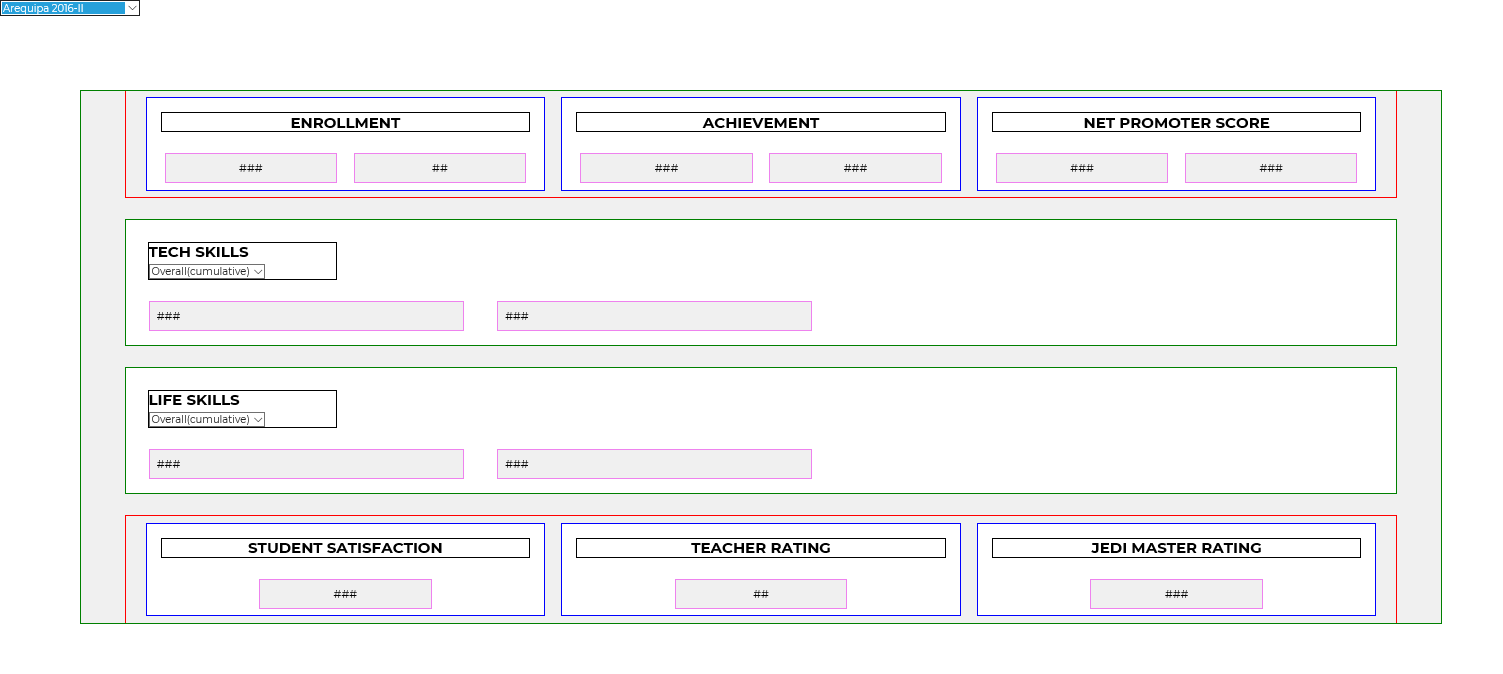 Arequipa 2016-II
ENROLLMENT ACHIEVEMENT NET PROMOTER SCORE
### ## ### ### ### ###
TECH SKILLS
Overall(cumulative)
### ###
LIFE SKILLS
Overall(cumulative)
### ###
STUDENT SATISFACTION TEACHER RATING JEDI MASTER RATING
### ## ###